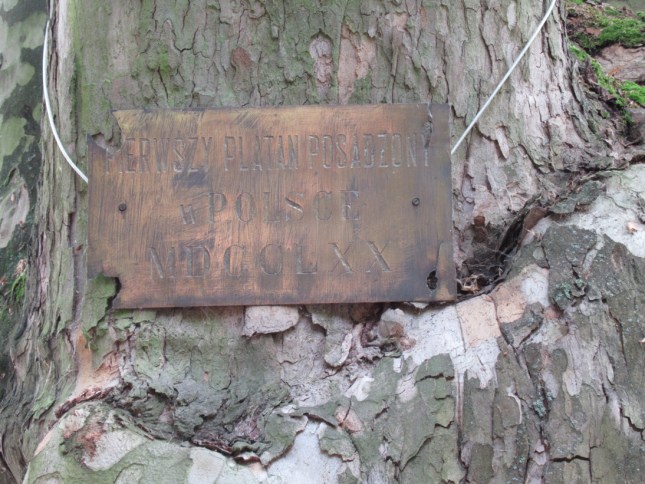 PIERWSZY PLATAN POSADZONY
w POLSCE
MDCCLXX